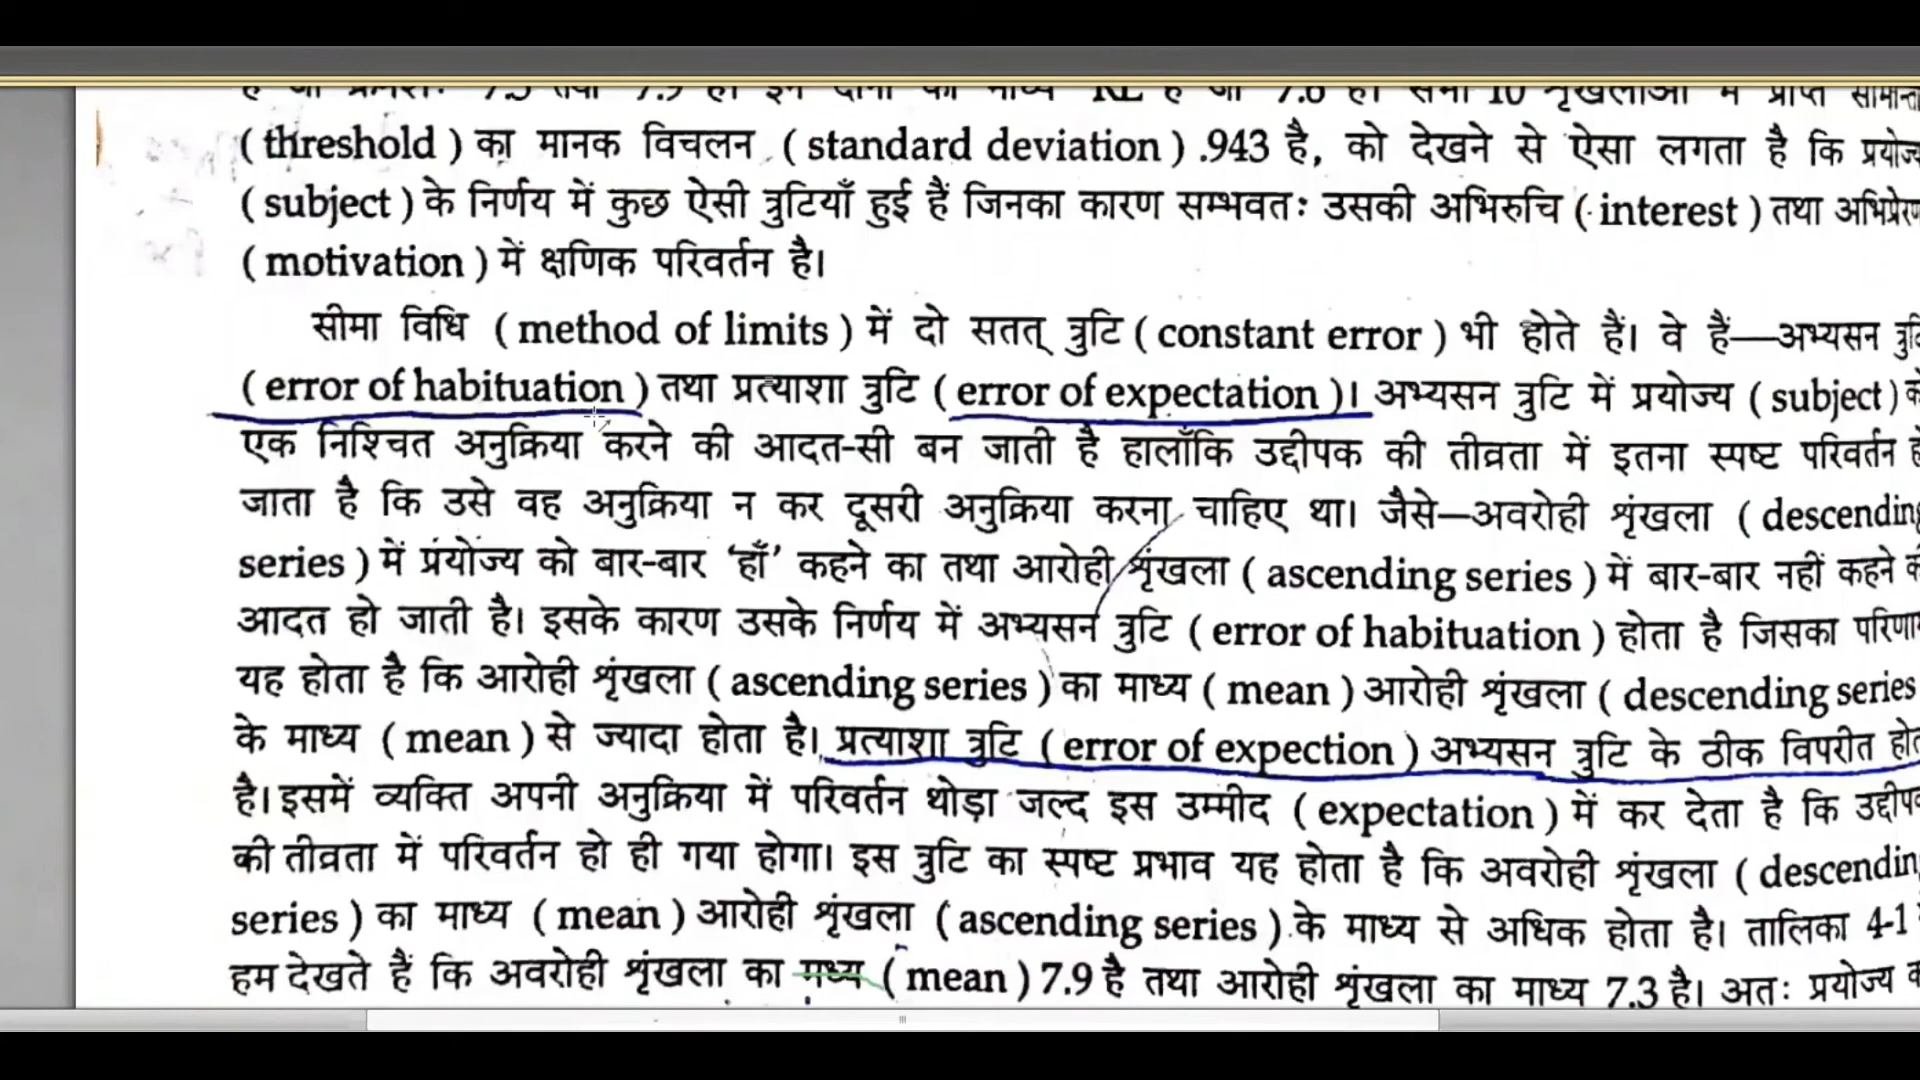 ( threshold ) का मानक विचलन ( standard deviation ) .943 है, को देखने से ऐसा लगता है कि
( subject ) के निर्णय में कुछ ऐसी त्रुटियाँ हुई हैं जिनका कारण सम्भवतः उसकी अभिरुचि ( interest ) तथा
( motivation ) में क्षणिक परिवर्तन है।
सीमा विधि ( method of limits ) में दो सतत् त्रुटि ( constant error ) भी होते हैं। वे हैं—अभ्यसन
( error of habituation ) तथा प्रत्याशा त्रुटि ( error of expectation )। अभ्यसन त्रुटि में प्रयोज्य ( subject )
एक निश्चित अनुक्रिया करने की आदत-सी बन जाती है हालाँकि उद्दीपक की तीव्रता में इतना स्पष्ट परिवर्तन
जाता है कि उसे वह अनुक्रिया न कर दूसरी अनुक्रिया करना चाहिए था। जैसे—अवरोही शृंखला ( descending
series ) में प्रयोज्य को बार-बार ‘हाँ’ कहने का तथा आरोही शृंखला ( ascending series ) में बार-बार नहीं कहने
आदत हो जाती है। इसके कारण उसके निर्णय में अभ्यसन त्रुटि ( error of habituation ) होता है जिसका
यह होता है कि आरोही शृंखला ( ascending series ) का माध्य ( mean ) आरोही शृंखला ( descending series
के माध्य ( mean ) से ज्यादा होता है। प्रत्याशा त्रुटि ( error of expection ) अभ्यसन त्रुटि के ठीक विपरीत
है। इसमें व्यक्ति अपनी अनुक्रिया में परिवर्तन थोड़ा जल्द इस उम्मीद ( expectation ) में कर देता है कि
की तीव्रता में परिवर्तन हो ही गया होगा। इस त्रुटि का स्पष्ट प्रभाव यह होता है कि अवरोही शृंखला ( descending
series ) का माध्य ( mean ) आरोही शृंखला ( ascending series ) के माध्य से अधिक होता है। तालिका 4-1
हम देखते हैं कि अवरोही शृंखला का मध्य ( mean ) 7.9 है तथा आरोही शृंखला का माध्य 7.3 है। अतः प्रयोज्य